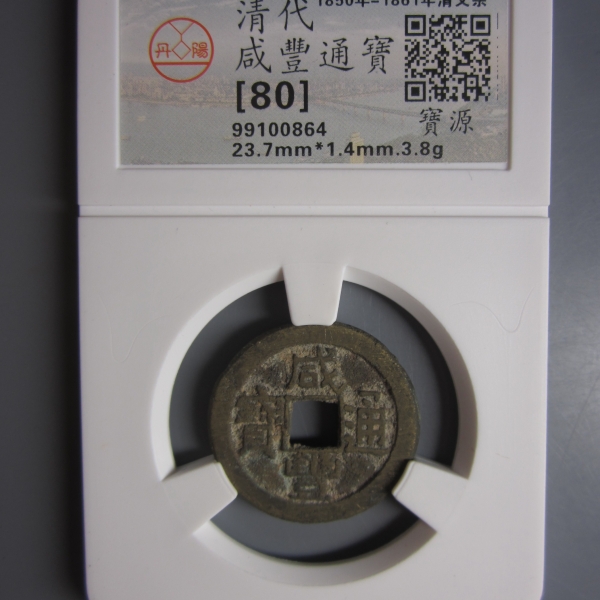 1850年-1861年清文宗
清代
丹陽
咸豐通寶
[80]
99100864
寶源
23.7mm*1.4mm.3.8g
咸
寶 通
豐